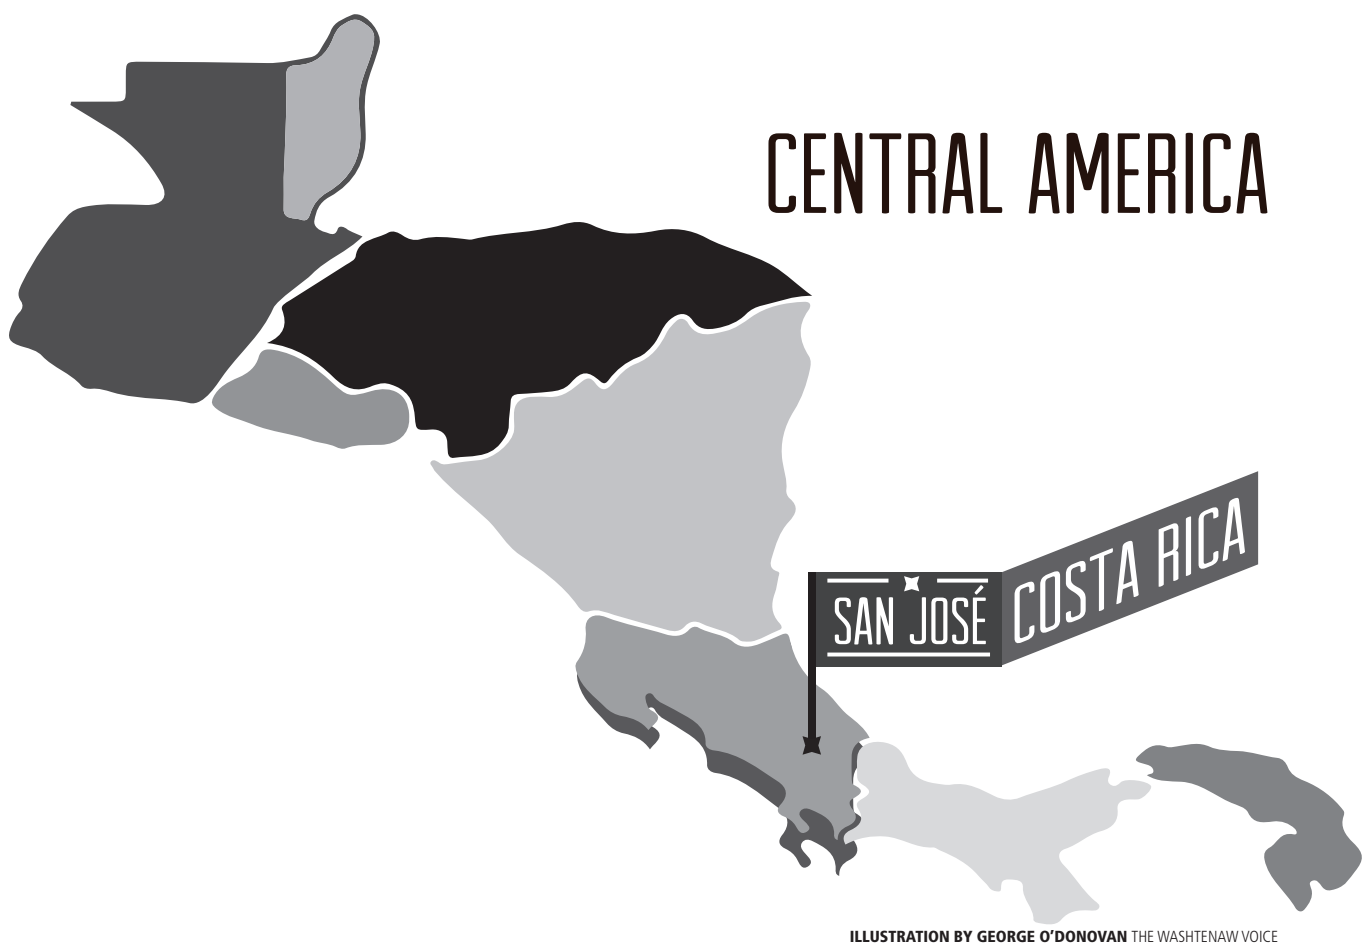 CENTRAL AMERICA
SAN JOSÉ
COSTA RICA
ILLUSTRATION BY GEORGE O'DONOVAN THE WASHTENAW VOICE